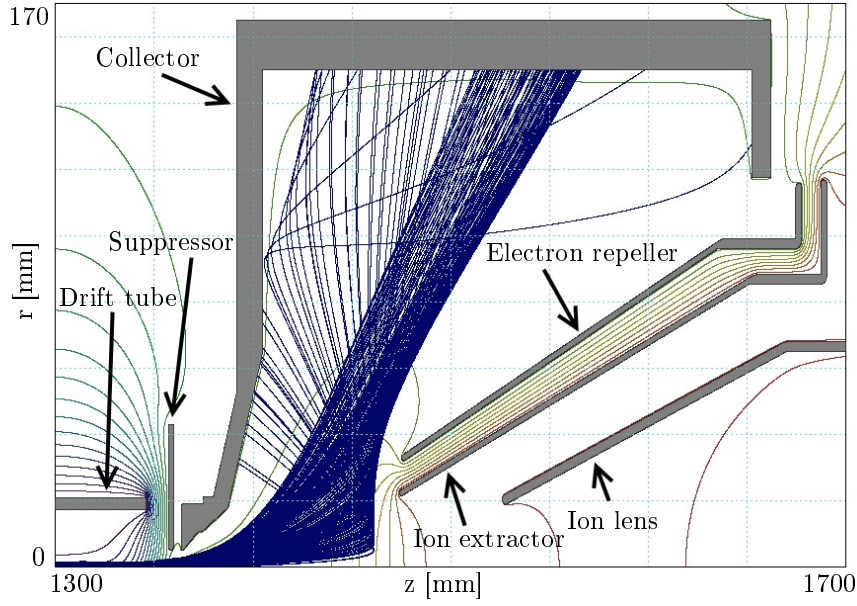 170
Collector
Suppressor
Drift tube
Electron repeller
r [mm]
Ion lens
Ion extractor
0
1300
z [mm]
1700